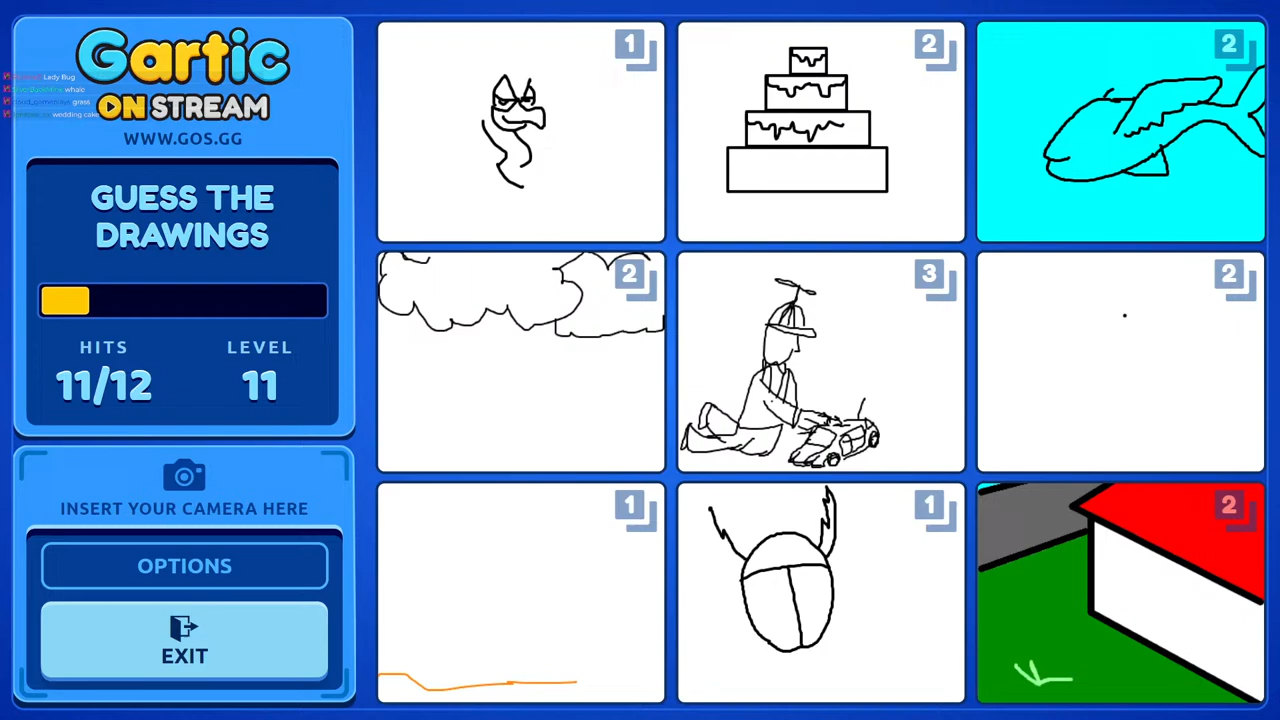 Gartic
ON STREAM
WWW.GOS.GG
Lady Bug
whale
grass
wedding cake
GUESS THE
DRAWINGS
HITS
LEVEL
11/12
11
INSERT YOUR CAMERA HERE
OPTIONS
EXIT
1
2
2
2
3
2
1
1
2